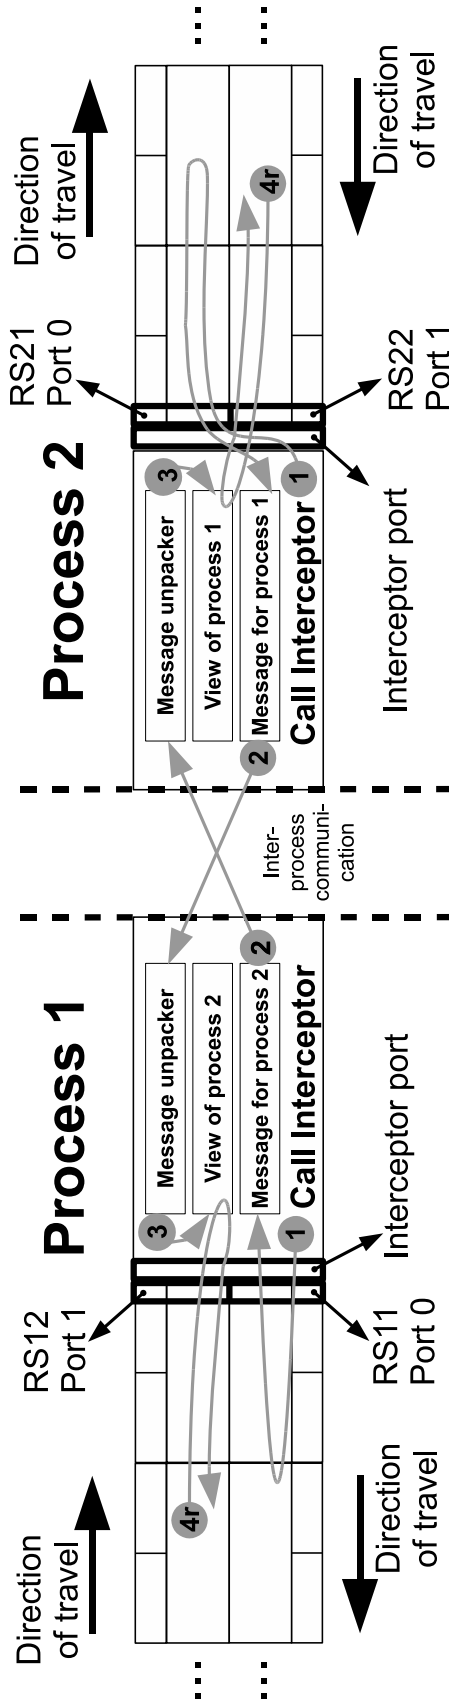 Process 1
Process 2
Direction
of travel
RS12
Port 1
RS21
Port 0
Direction
of travel
4r
3
Message unpacker
View of process 2
Message for process 2
2
1
Call Interceptor
Inter-
process
communi-
cation
Message unpacker
View of process 1
Message for process 1
2
3
1
Call Interceptor
4r
Direction
of travel
RS11
Port 0
Interceptor port
Interceptor port
RS22
Port 1
Direction
of travel